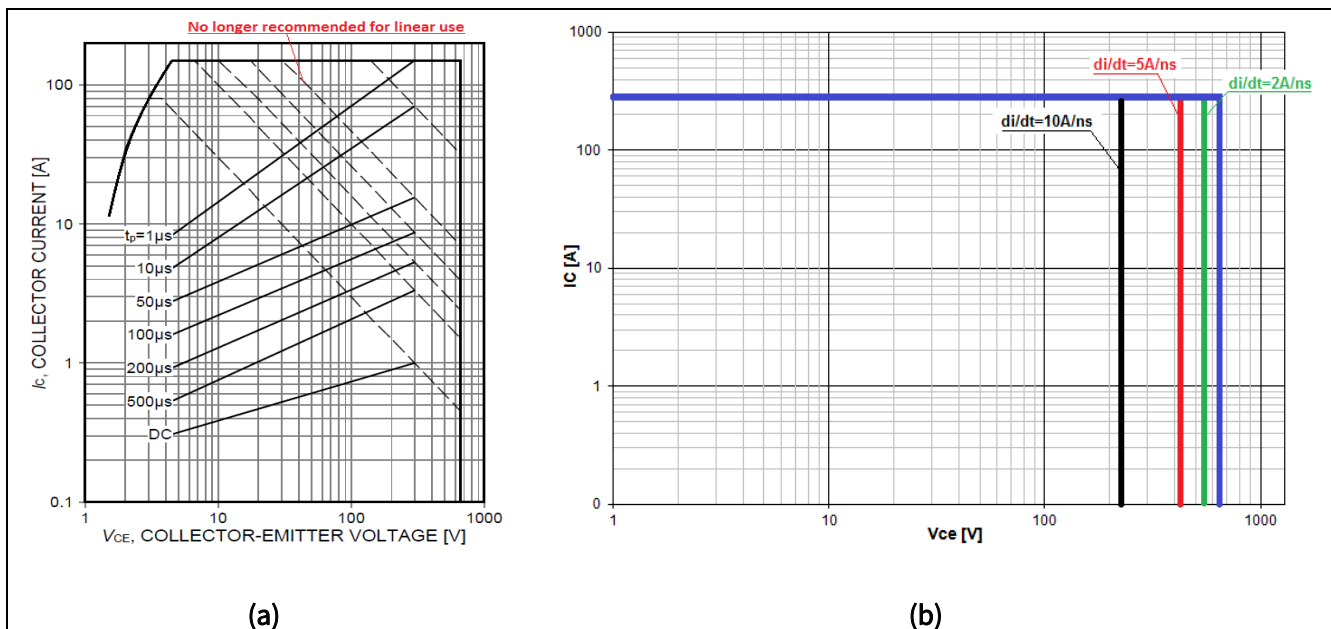 No longer recommended for linear use
100
10
1
0.1
IC, COLLECTOR CURRENT [A]
tp=1µs
10µs
50µs
100µs
200µs
500µs
DC
1
10
100
1000
VCE, COLLECTOR-EMITTER VOLTAGE [V]
(a)
1000
100
10
1
0
IC [A]
di/dt=5A/ns
di/dt=2A/ns
di/dt=10A/ns
1
10
100
1000
Vce [V]
(b)